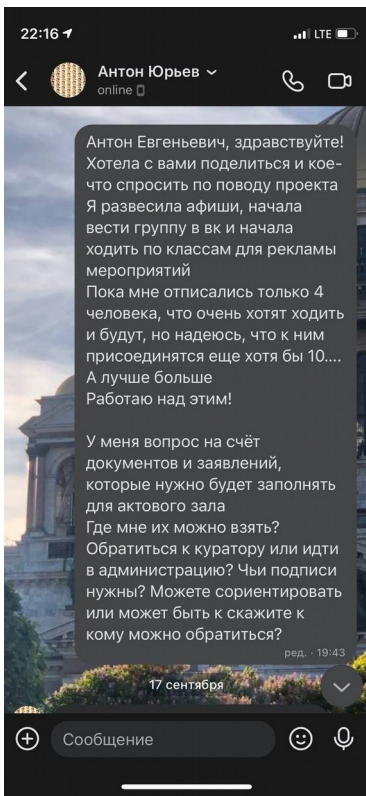 22:16
LTE
Антон Юрьев
online
Антон Евгеньевич, здравствуйте!
Хотела с вами поделиться и кое-
что спросить по поводу проекта
Я развесила афиши, начала
вести группу в вк и начала
ходить по классам для рекламы
мероприятий
Пока мне отписались только 4
человека, что очень хотят ходить
и будут, но надеюсь, что к ним
присоединятся еще хотя бы 10....
А лучше больше
Работаю над этим!
У меня вопрос на счёт
документов и заявлений,
которые нужно будет заполнять
для актового зала
Где мне их можно взять?
Обратиться к куратору или идти
в администрацию? Чьи подписи
нужны? Можете сориентировать
или может быть к скажите к
кому можно обратиться?
ред. · 19:43
17 сентября
Сообщение